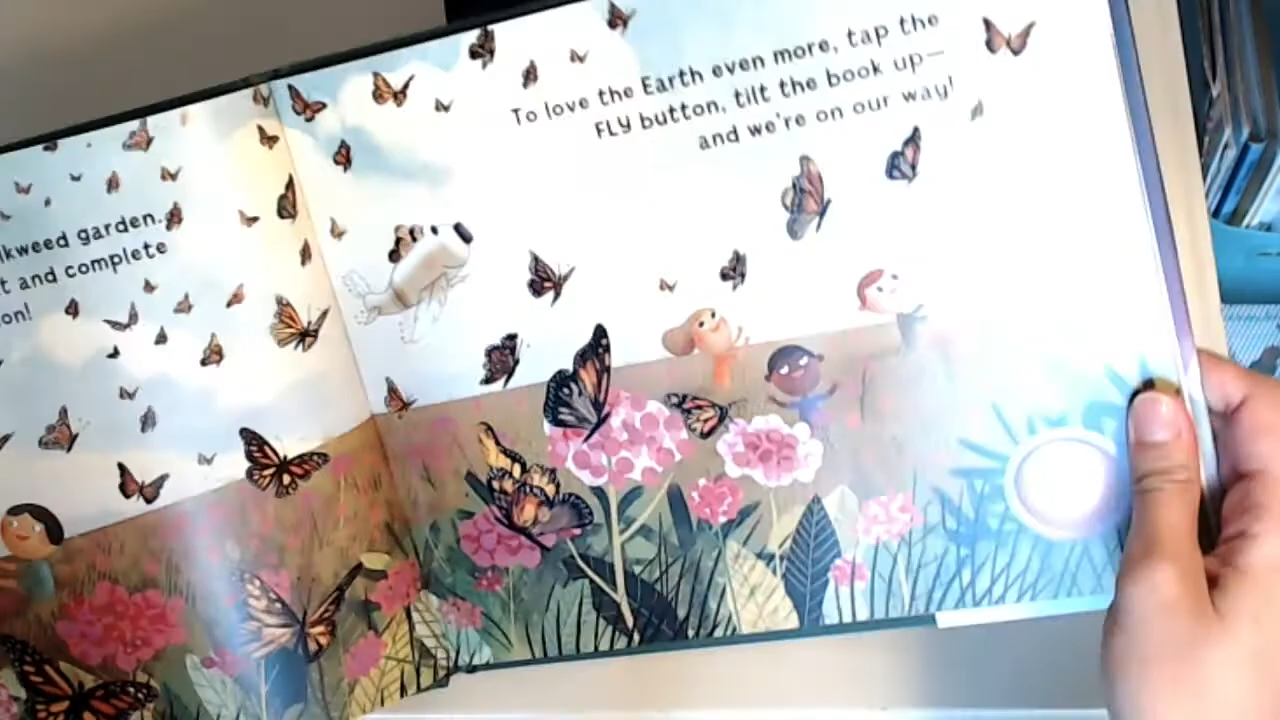 lkweed garden.
t and complete
on!
To love the Earth even more, tap the
FLY button, tilt the book up—
and we're on our way!